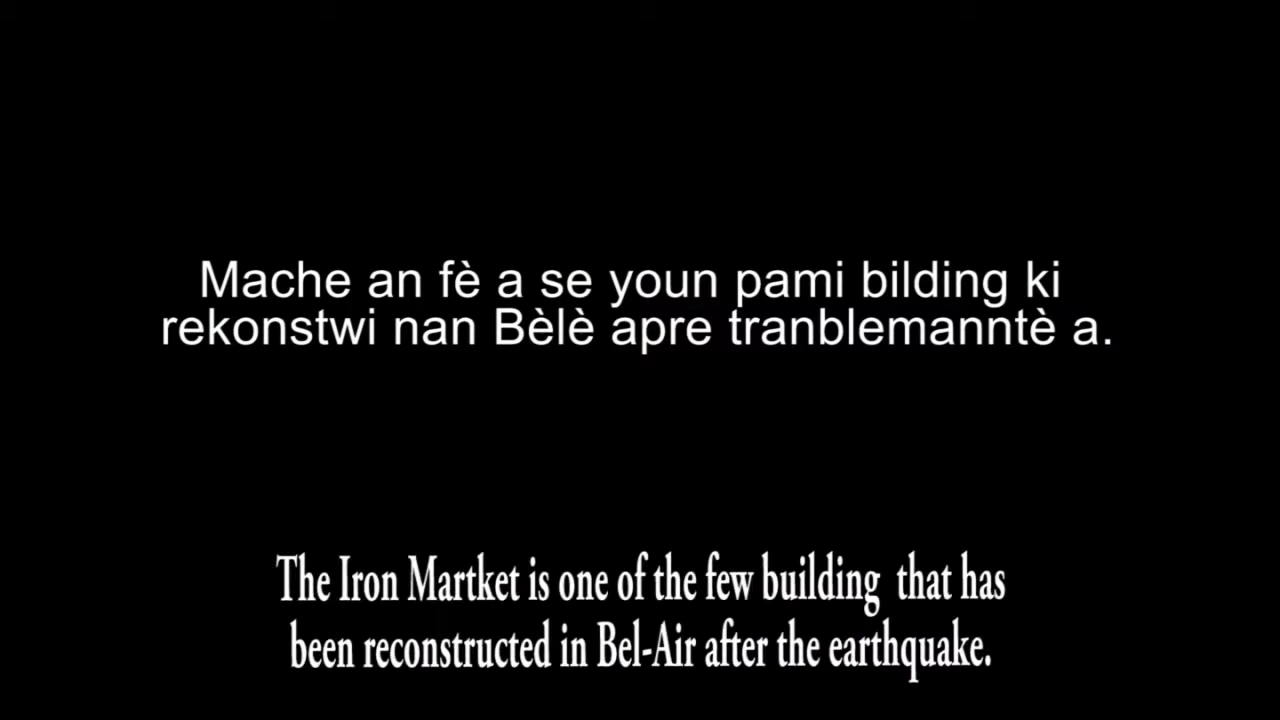 Mache an fè a se youn pami bilding ki
rekonstwi nan Bèlè apre tranblemanntè a.
The Iron Martket is one of the few building  that has
been reconstructed in Bel-Air after the earthquake.